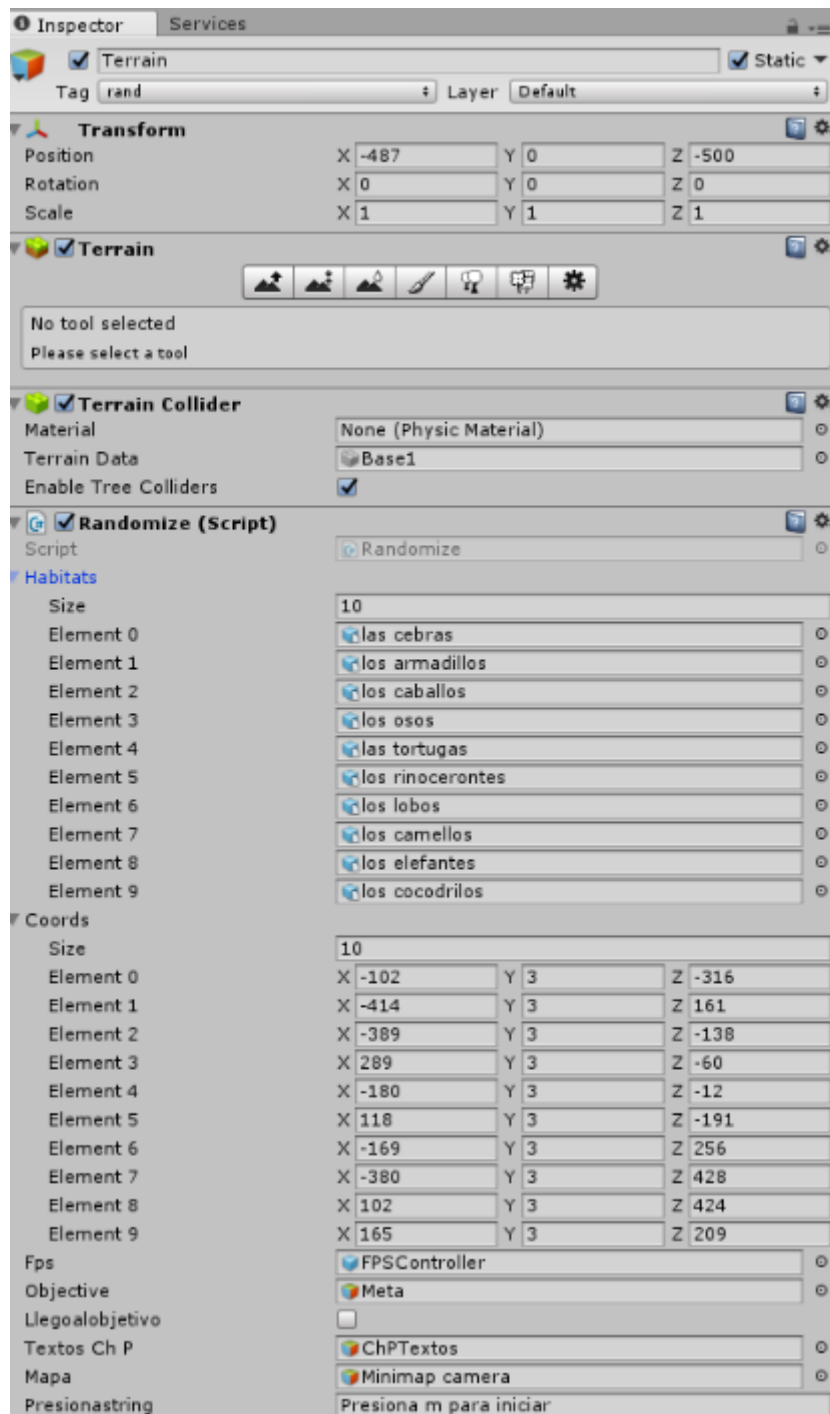 Inspector Services
Terrain Static
Tag rand Layer Default
Transform
Position X -487 Y 0 Z -500
Rotation X 0 Y 0 Z 0
Scale X 1 Y 1 Z 1
Terrain
No tool selected
Please select a tool
Terrain Collider
Material None (Physic Material)
Terrain Data Base1
Enable Tree Colliders
Randomize (Script)
Script Randomize
Habitats
Size 10
Element 0 las cebras
Element 1 los armadillos
Element 2 los caballos
Element 3 los osos
Element 4 las tortugas
Element 5 los rinocerontes
Element 6 los lobos
Element 7 los camellos
Element 8 los elefantes
Element 9 los cocodrilos
Coords
Size 10
Element 0 X -102 Y 3 Z -316
Element 1 X -414 Y 3 Z 161
Element 2 X -389 Y 3 Z -138
Element 3 X 289 Y 3 Z -60
Element 4 X -180 Y 3 Z -12
Element 5 X 118 Y 3 Z -191
Element 6 X -169 Y 3 Z 256
Element 7 X -380 Y 3 Z 428
Element 8 X 102 Y 3 Z 424
Element 9 X 165 Y 3 Z 209
Fps FPSController
Objective Meta
Llegoalobjetivo
Textos Ch P ChPTextos
Mapa Minimap camera
Presionastring Presiona m para iniciar